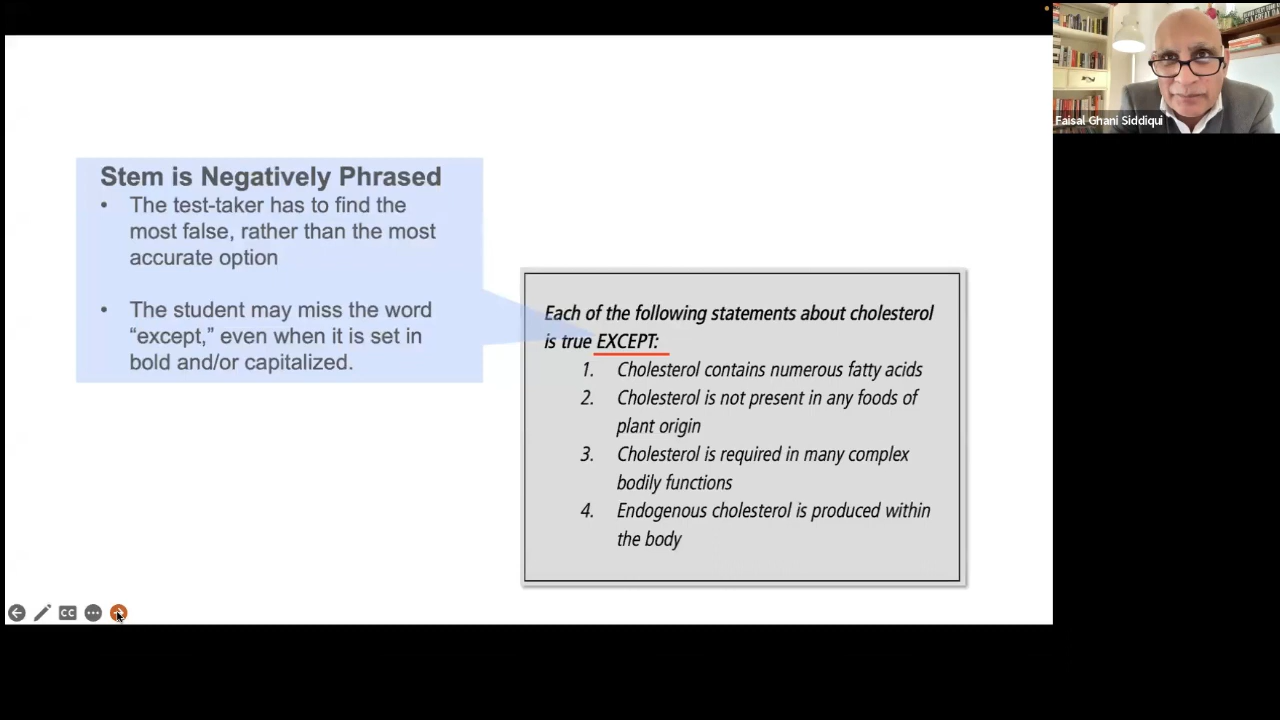 Stem is Negatively Phrased
• The test-taker has to find the
most false, rather than the most
accurate option
• The student may miss the word
“except,” even when it is set in
bold and/or capitalized.
Each of the following statements about cholesterol
is true EXCEPT:
1. Cholesterol contains numerous fatty acids
2. Cholesterol is not present in any foods of
plant origin
3. Cholesterol is required in many complex
bodily functions
4. Endogenous cholesterol is produced within
the body
CC
Faisal Ghani Siddiqui